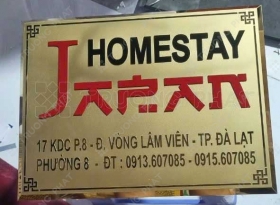 HOMESTAY
JAPAN
17 KDC P.8 - Đ. VÒNG LÂM VIÊN - TP. ĐÀ LẠT
PHƯỜNG 8 - ĐT : 0913.607085 - 0915.607085